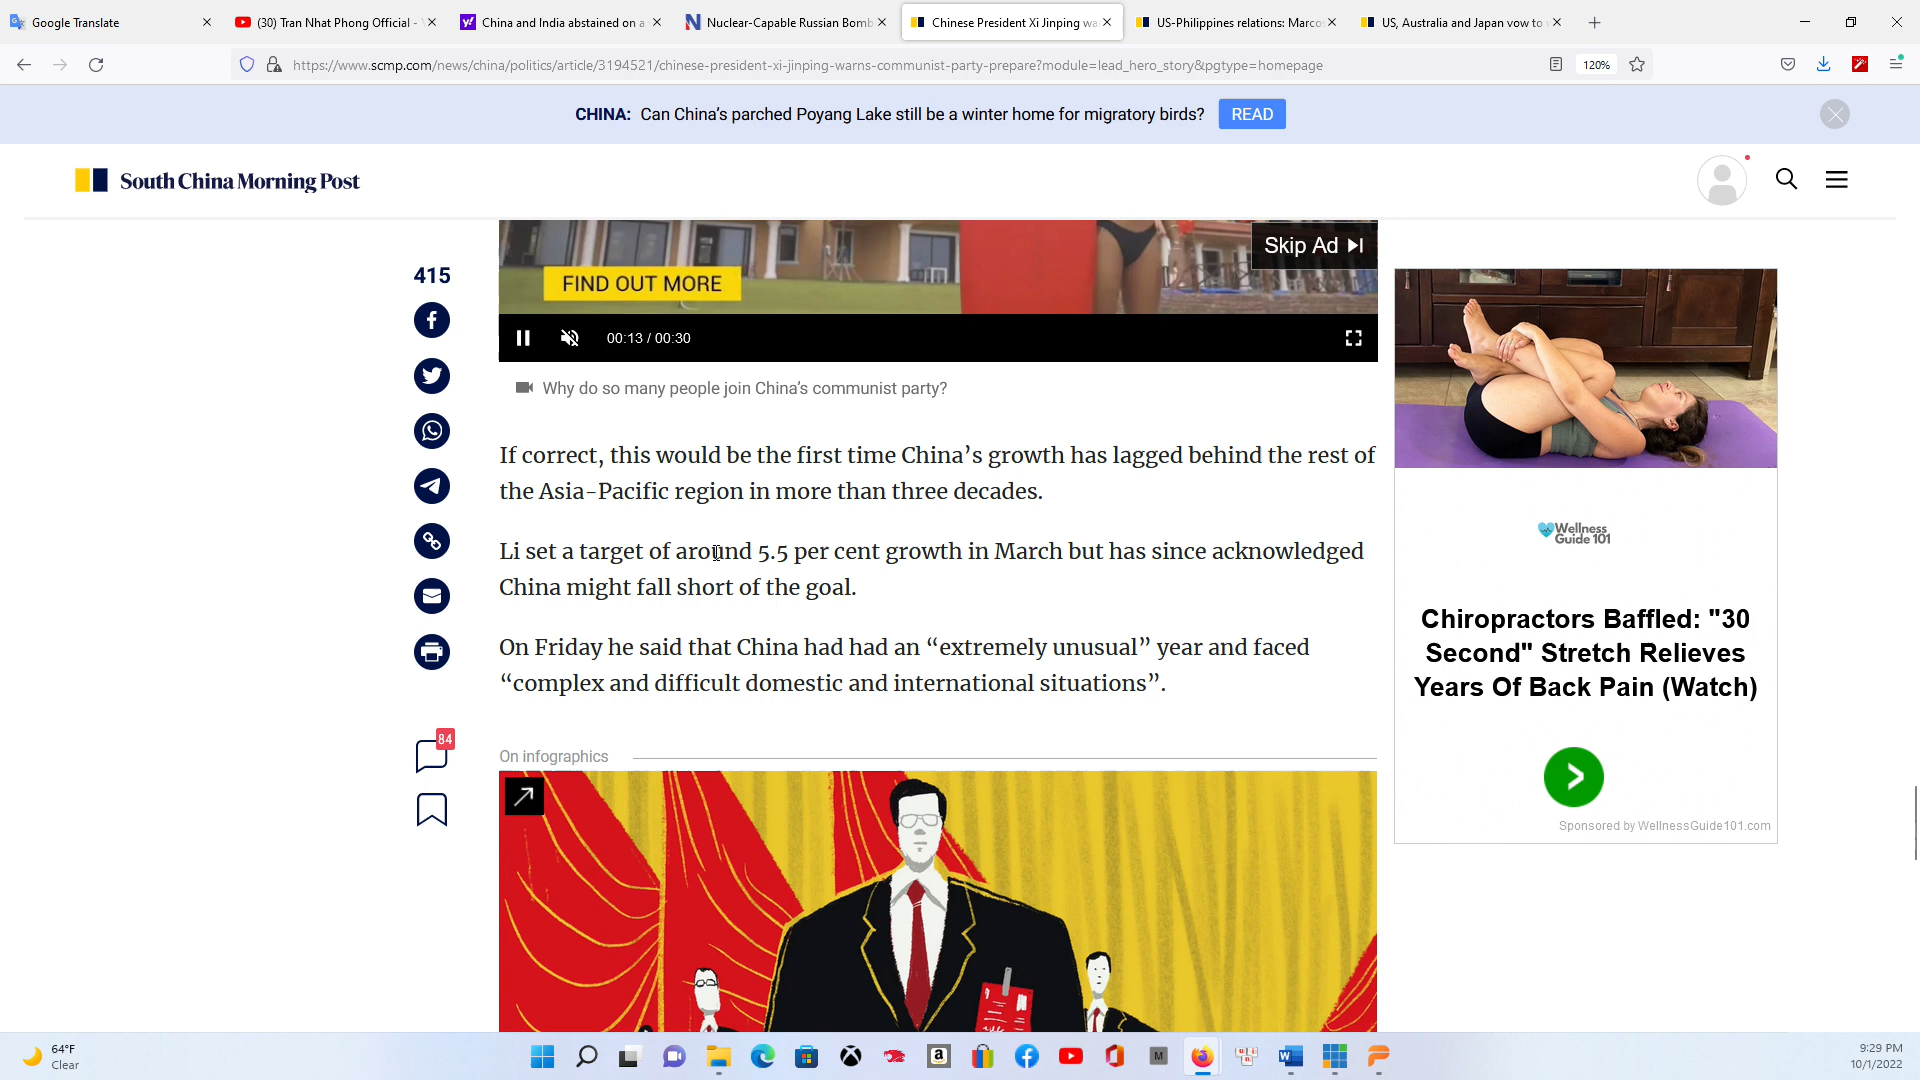 Google Translate
(30) Tran Nhat Phong Official -
China and India abstained on a
Nuclear-Capable Russian Bomb
Chinese President Xi Jinping wa
US-Philippines relations: Marco
US, Australia and Japan vow to
https://www.scmp.com/news/china/politics/article/3194521/chinese-president-xi-jinping-warns-communist-party-prepare?module=lead_hero_story&pgtype=homepage
120%
CHINA: Can China's parched Poyang Lake still be a winter home for migratory birds? READ
South China Morning Post
415
Skip Ad
FIND OUT MORE
00:13 / 00:30
Why do so many people join China's communist party?
If correct, this would be the first time China's growth has lagged behind the rest of
the Asia-Pacific region in more than three decades.
Li set a target of around 5.5 per cent growth in March but has since acknowledged
China might fall short of the goal.
On Friday he said that China had had an "extremely unusual" year and faced
"complex and difficult domestic and international situations".
84
On infographics
Wellness
Guide 101
Chiropractors Baffled: "30
Second" Stretch Relieves
Years Of Back Pain (Watch)
Sponsored by WellnessGuide101.com
64°F
Clear
9:29 PM
10/1/2022